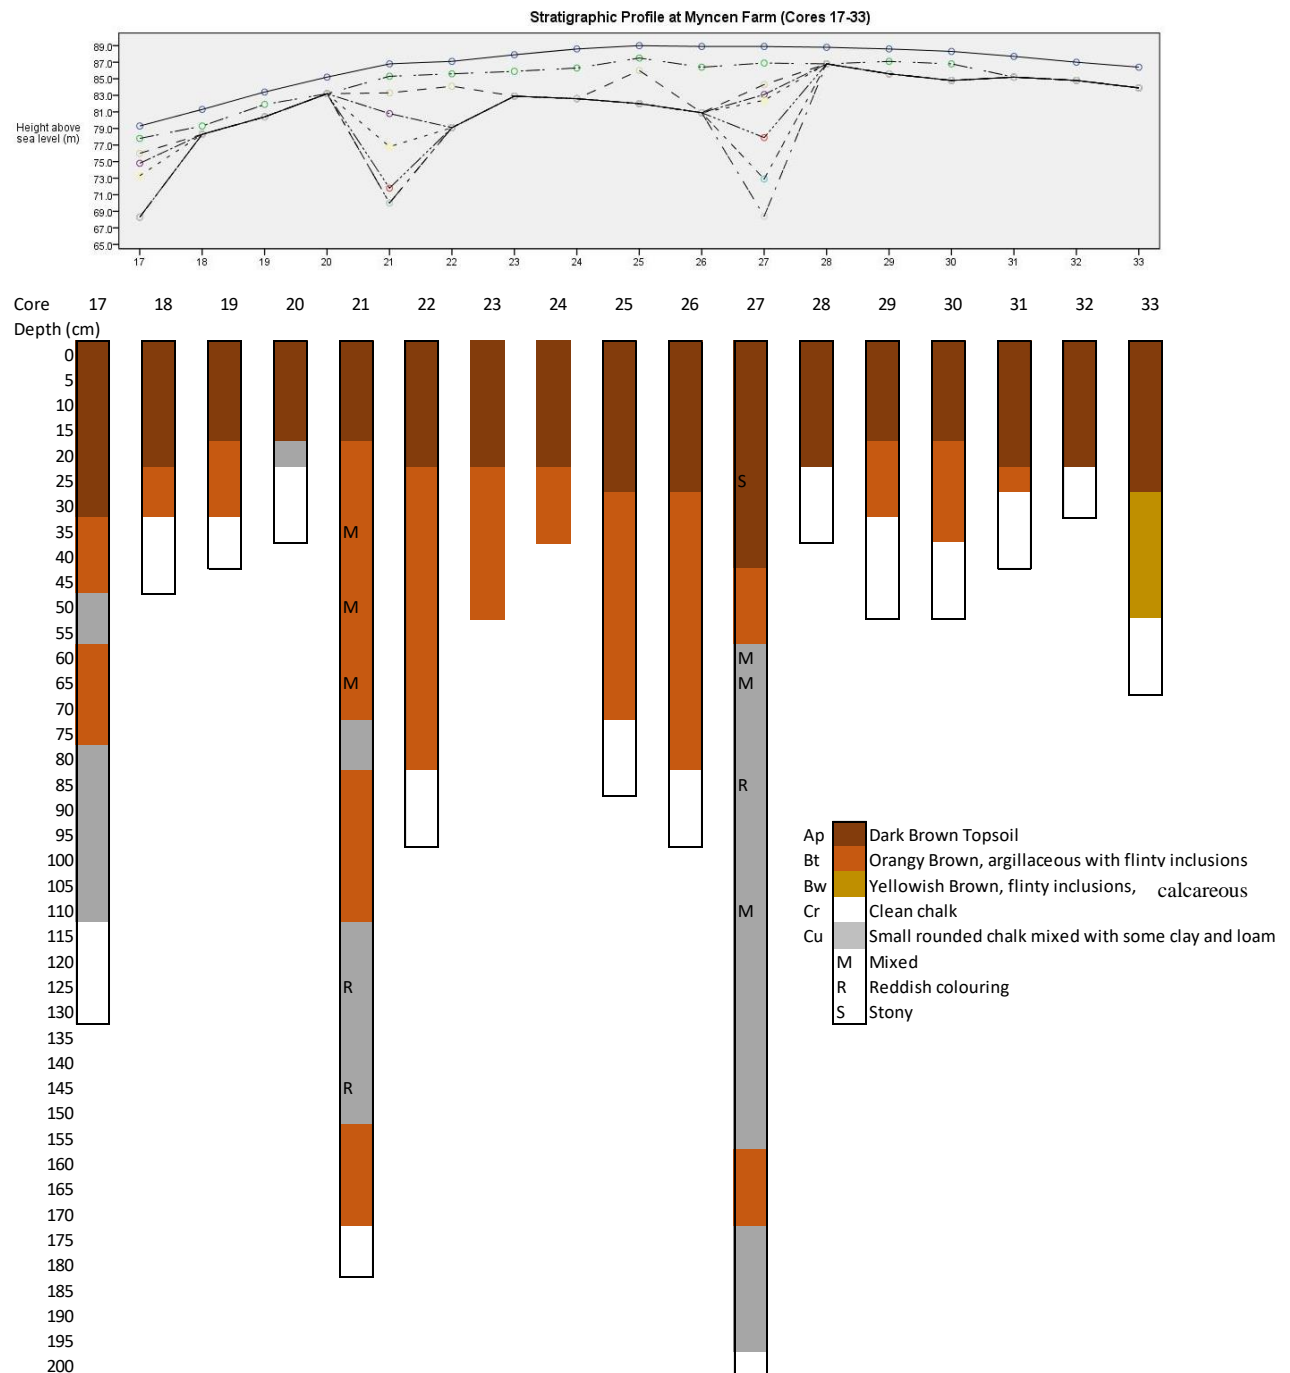 Stratigraphic Profile at Myncen Farm (Cores 17-33)
89.0
87.0
85.0
83.0
81.0
79.0
77.0
75.0
73.0
71.0
69.0
67.0
65.0
Height above
sea level (m)
17 18 19 20 21 22 23 24 25 26 27 28 29 30 31 32 33
Core 17 18 19 20 21 22 23 24 25 26 27 28 29 30 31 32 33
Depth (cm)
0
5
10
15
20
25 S
30
35 M
40
45
50 M
55
60 M
65 M M
70
75
80
85 R
90
95
100
105
110 M
115
120
125 R
130
135
140
145 R
150
155
160
165
170
175
180
185
190
195
200
Ap Dark Brown Topsoil
Bt Orangy Brown, argillaceous with flinty inclusions
Bw Yellowish Brown, flinty inclusions, calcareous
Cr Clean chalk
Cu Small rounded chalk mixed with some clay and loam
M Mixed
R Reddish colouring
S Stony